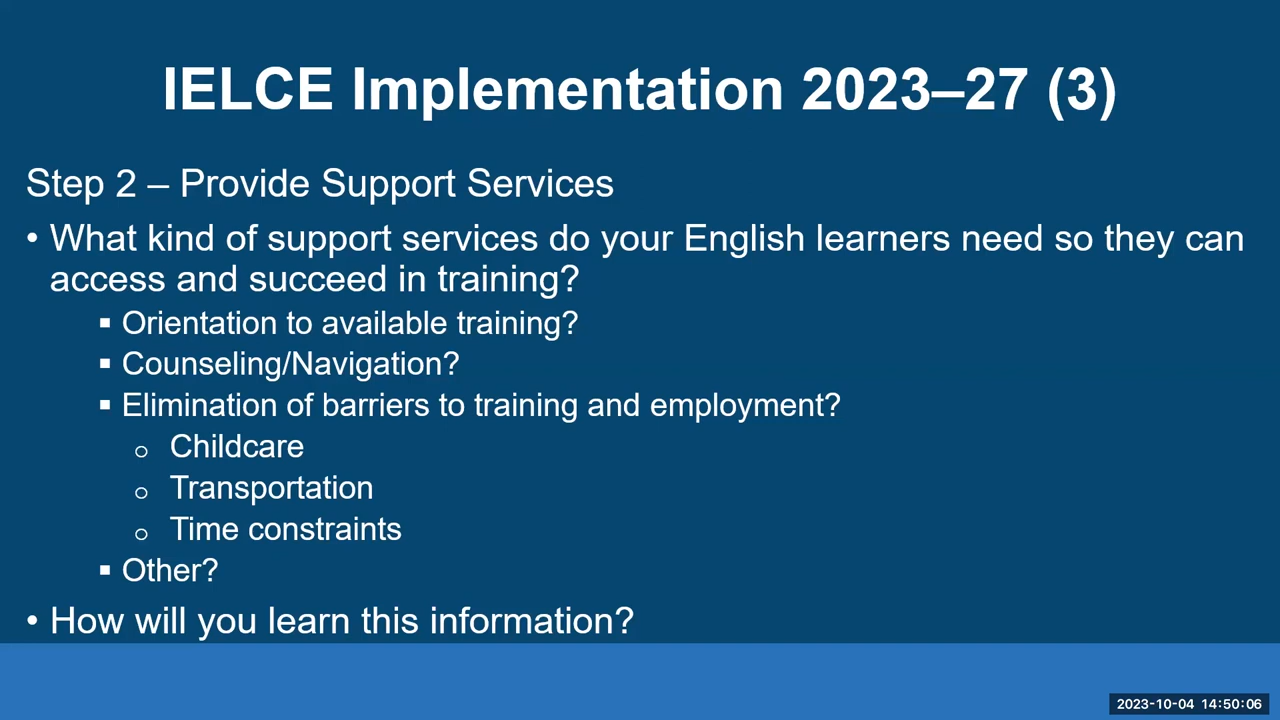 IELCE Implementation 2023–27 (3)
Step 2 – Provide Support Services
• What kind of support services do your English learners need so they can
access and succeed in training?
▪ Orientation to available training?
▪ Counseling/Navigation?
▪ Elimination of barriers to training and employment?
o Childcare
o Transportation
o Time constraints
▪ Other?
• How will you learn this information?
2023-10-04 14:50:06